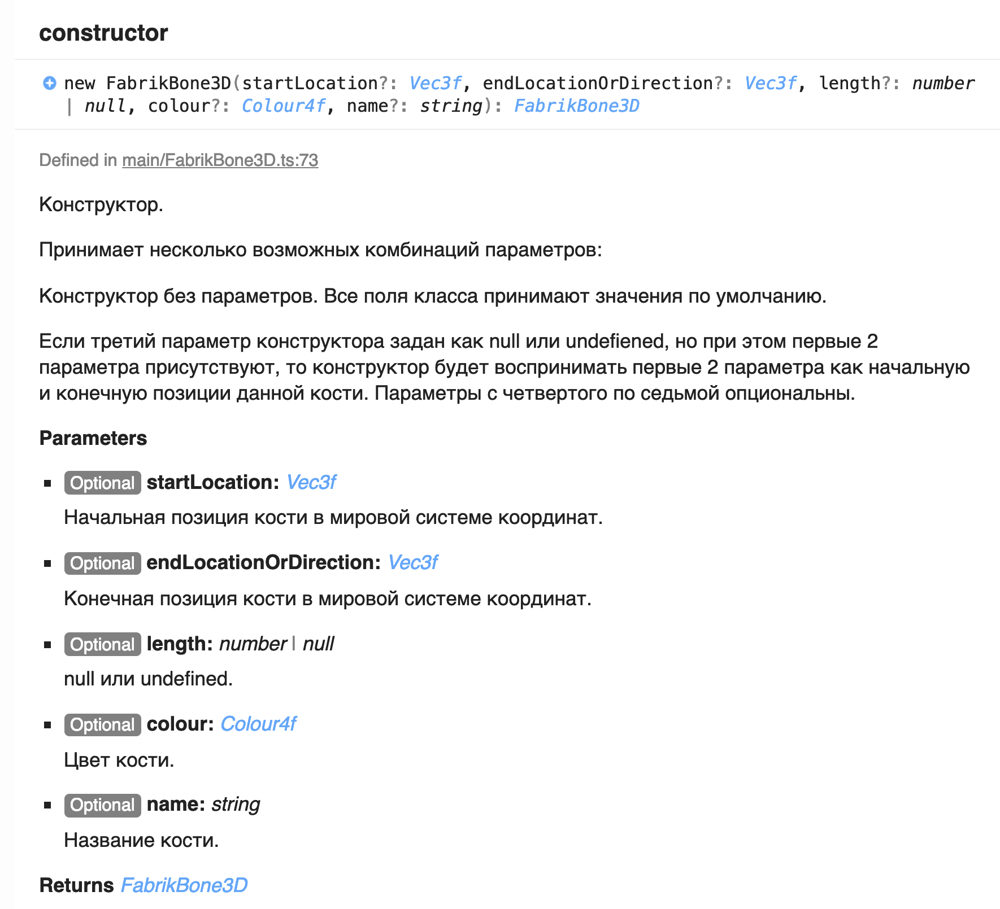 constructor
new FabrikBone3D(startLocation?: Vec3f, endLocationOrDirection?: Vec3f, length?: number
| null, colour?: Colour4f, name?: string): FabrikBone3D
Defined in main/FabrikBone3D.ts:73
Конструктор.
Принимает несколько возможных комбинаций параметров:
Конструктор без параметров. Все поля класса принимают значения по умолчанию.
Если третий параметр конструктора задан как null или undefiened, но при этом первые 2
параметра присутствуют, то конструктор будет воспринимать первые 2 параметра как начальную
и конечную позиции данной кости. Параметры с четвертого по седьмой опциональны.
Parameters
Optional startLocation: Vec3f
Начальная позиция кости в мировой системе координат.
Optional endLocationOrDirection: Vec3f
Конечная позиция кости в мировой системе координат.
Optional length: number | null
null или undefined.
Optional colour: Colour4f
Цвет кости.
Optional name: string
Название кости.
Returns FabrikBone3D